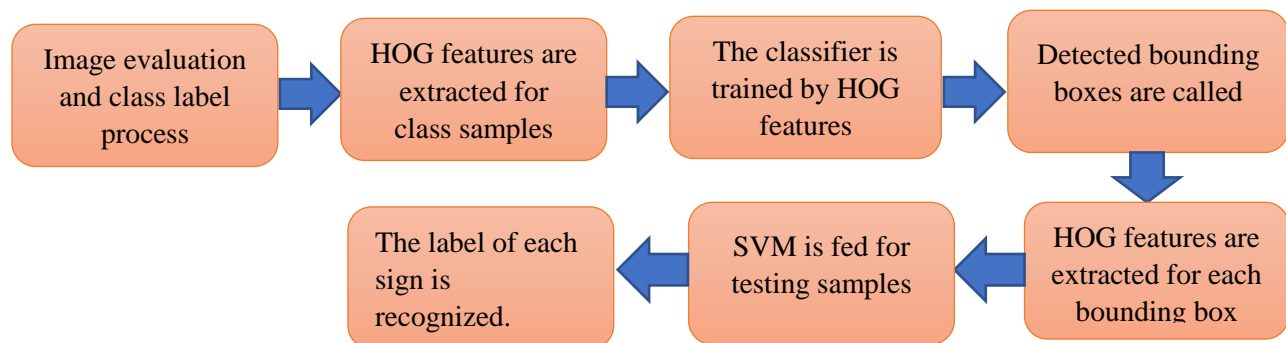 Image evaluation
and class label
process
HOG features are
extracted for
class samples
The classifier is
trained by HOG
features
Detected bounding
boxes are called
HOG features are
extracted for each
bounding box
SVM is fed for
testing samples
The label of each
sign is
recognized.